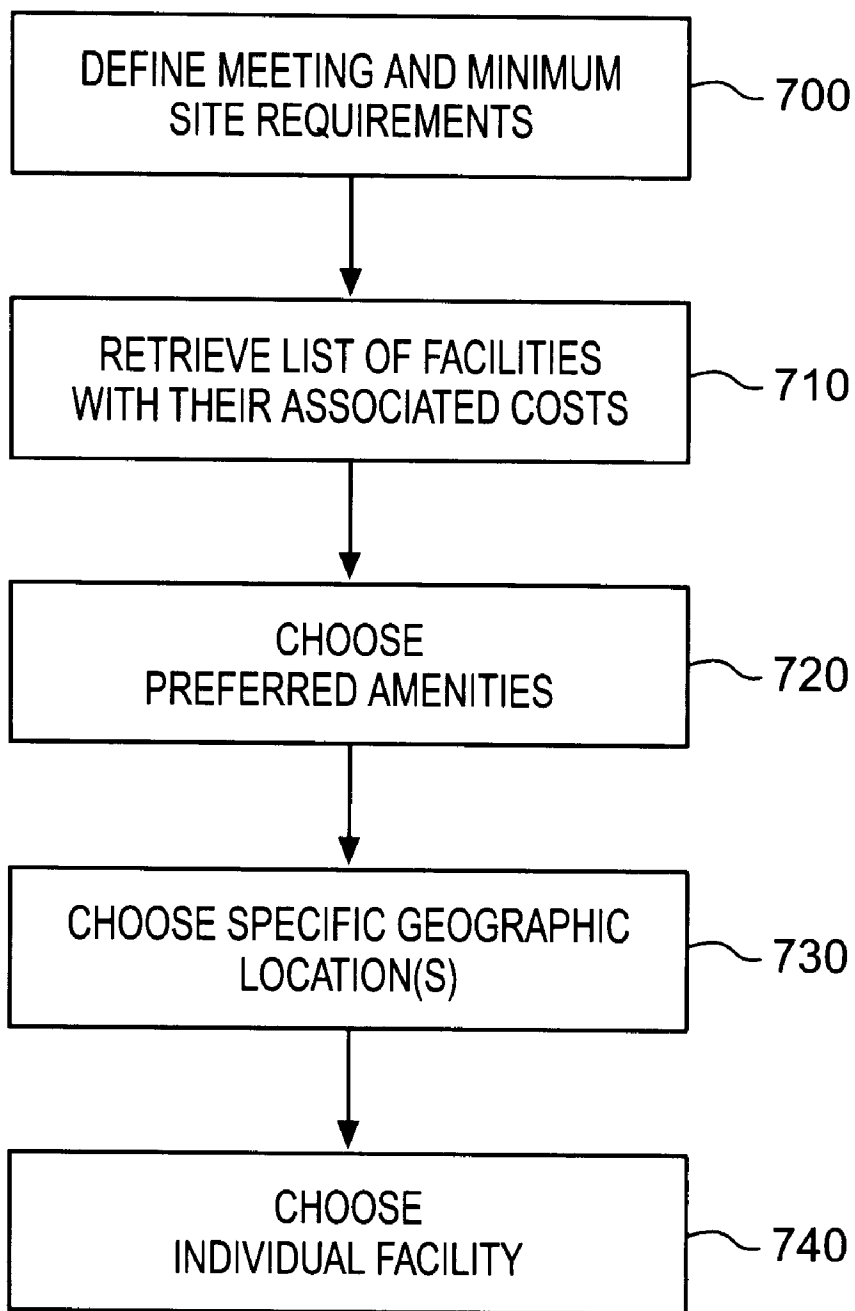 DEFINE MEETING AND MINIMUM
SITE REQUIREMENTS
700
RETRIEVE LIST OF FACILITIES
WITH THEIR ASSOCIATED COSTS
710
CHOOSE
PREFERRED AMENITIES
720
CHOOSE SPECIFIC GEOGRAPHIC
LOCATION(S)
730
CHOOSE
INDIVIDUAL FACILITY
740